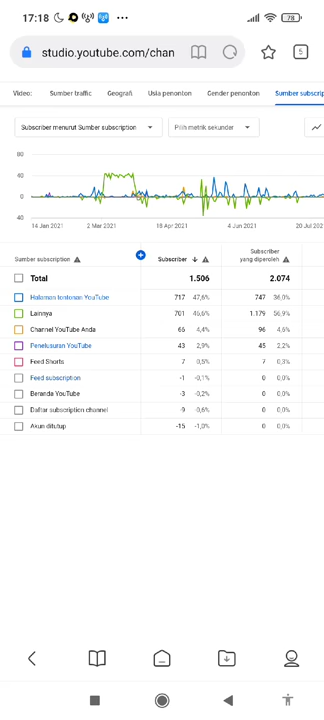 17:18 ... 78
studio.youtube.com/chan 5
Video: Sumber traffic Geografi Usia penonton Gender penonton Sumber subscrip
Subscriber menurut Sumber subscription Pilih metrik sekunder
80
40
0
40
14 Jan 2021 2 Mar 2021 18 Apr 2021 4 Jun 2021 20 Jul 202
Sumber subscription Subscriber Subscriber yang diperoleh
Total 1.506 2.074
Halaman tontonan YouTube 717 47,6% 747 36,0%
Lainnya 701 46,6% 1.179 56,9%
Channel YouTube Anda 66 4,4% 96 4,6%
Penelusuran YouTube 43 2,9% 45 2,2%
Feed Shorts 7 0,5% 7 0,3%
Feed subscription -1 -0,1% 0 0,0%
Beranda YouTube -3 -0,2% 0 0,0%
Daftar subscription channel -9 -0,6% 0 0,0%
Akun ditutup -15 -1,0% 0 0,0%